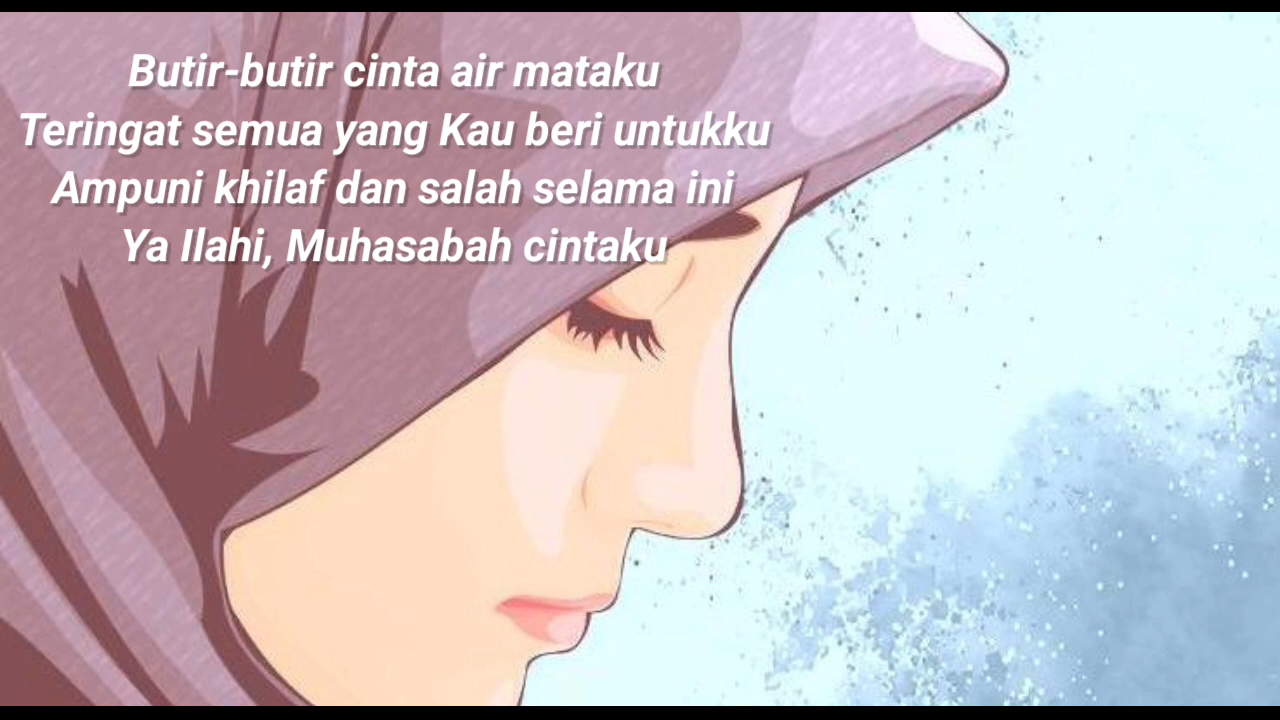 Butir-butir cinta air mataku
Teringat semua yang Kau beri untukku
Ampuni khilaf dan salah selama ini
Ya Ilahi, Muhasabah cintaku